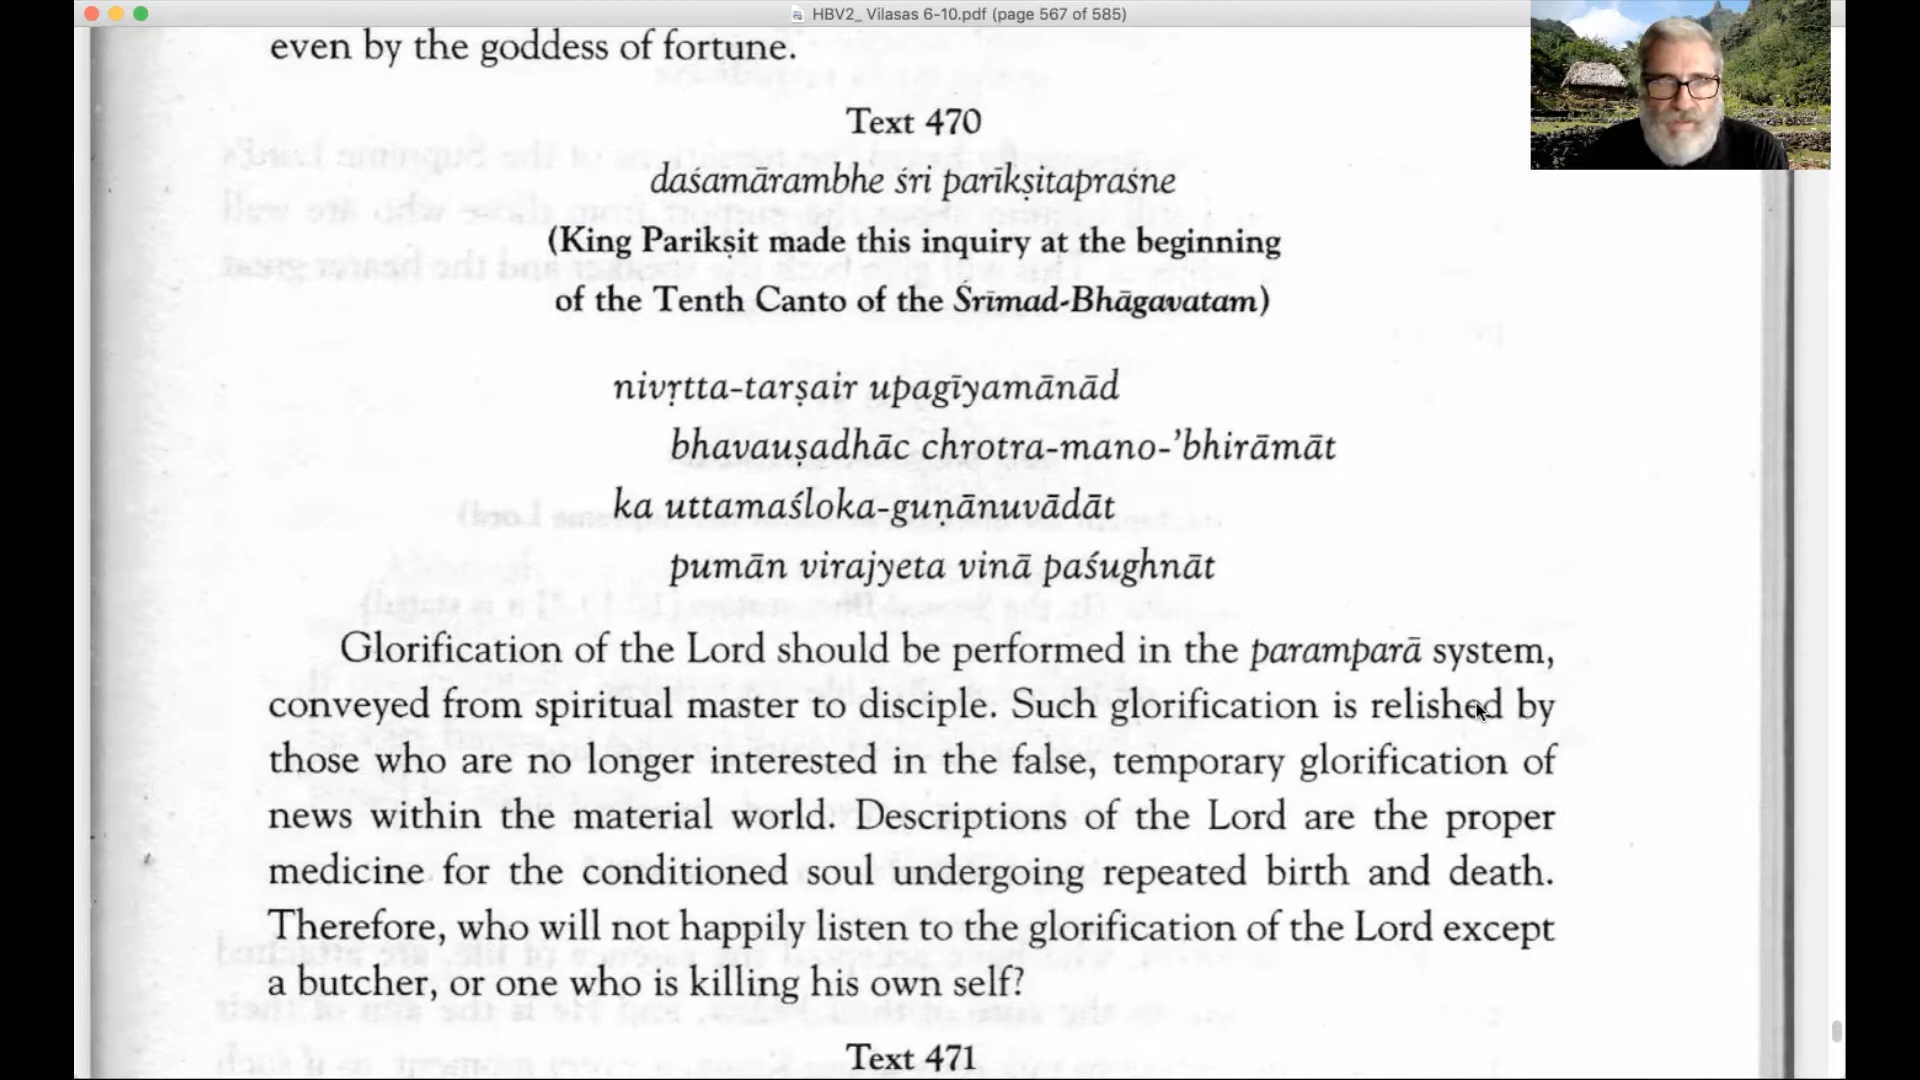 HBV2_ Vilasas 6-10.pdf (page 567 of 585)
even by the goddess of fortune.
Text 470
daśamārambhe śri parīkṣitapraśne
(King Parikṣit made this inquiry at the beginning
of the Tenth Canto of the Śrīmad-Bhāgavatam)
nivṛtta-tarṣair upagīyamānād
bhavauṣadhāc chrotra-mano-'bhirāmāt
ka uttamaśloka-guṇānuvādāt
pumān virajyeta vinā paśughnāt
Glorification of the Lord should be performed in the paramparā system,
conveyed from spiritual master to disciple. Such glorification is relished by
those who are no longer interested in the false, temporary glorification of
news within the material world. Descriptions of the Lord are the proper
medicine for the conditioned soul undergoing repeated birth and death.
Therefore, who will not happily listen to the glorification of the Lord except
a butcher, or one who is killing his own self?
Text 471